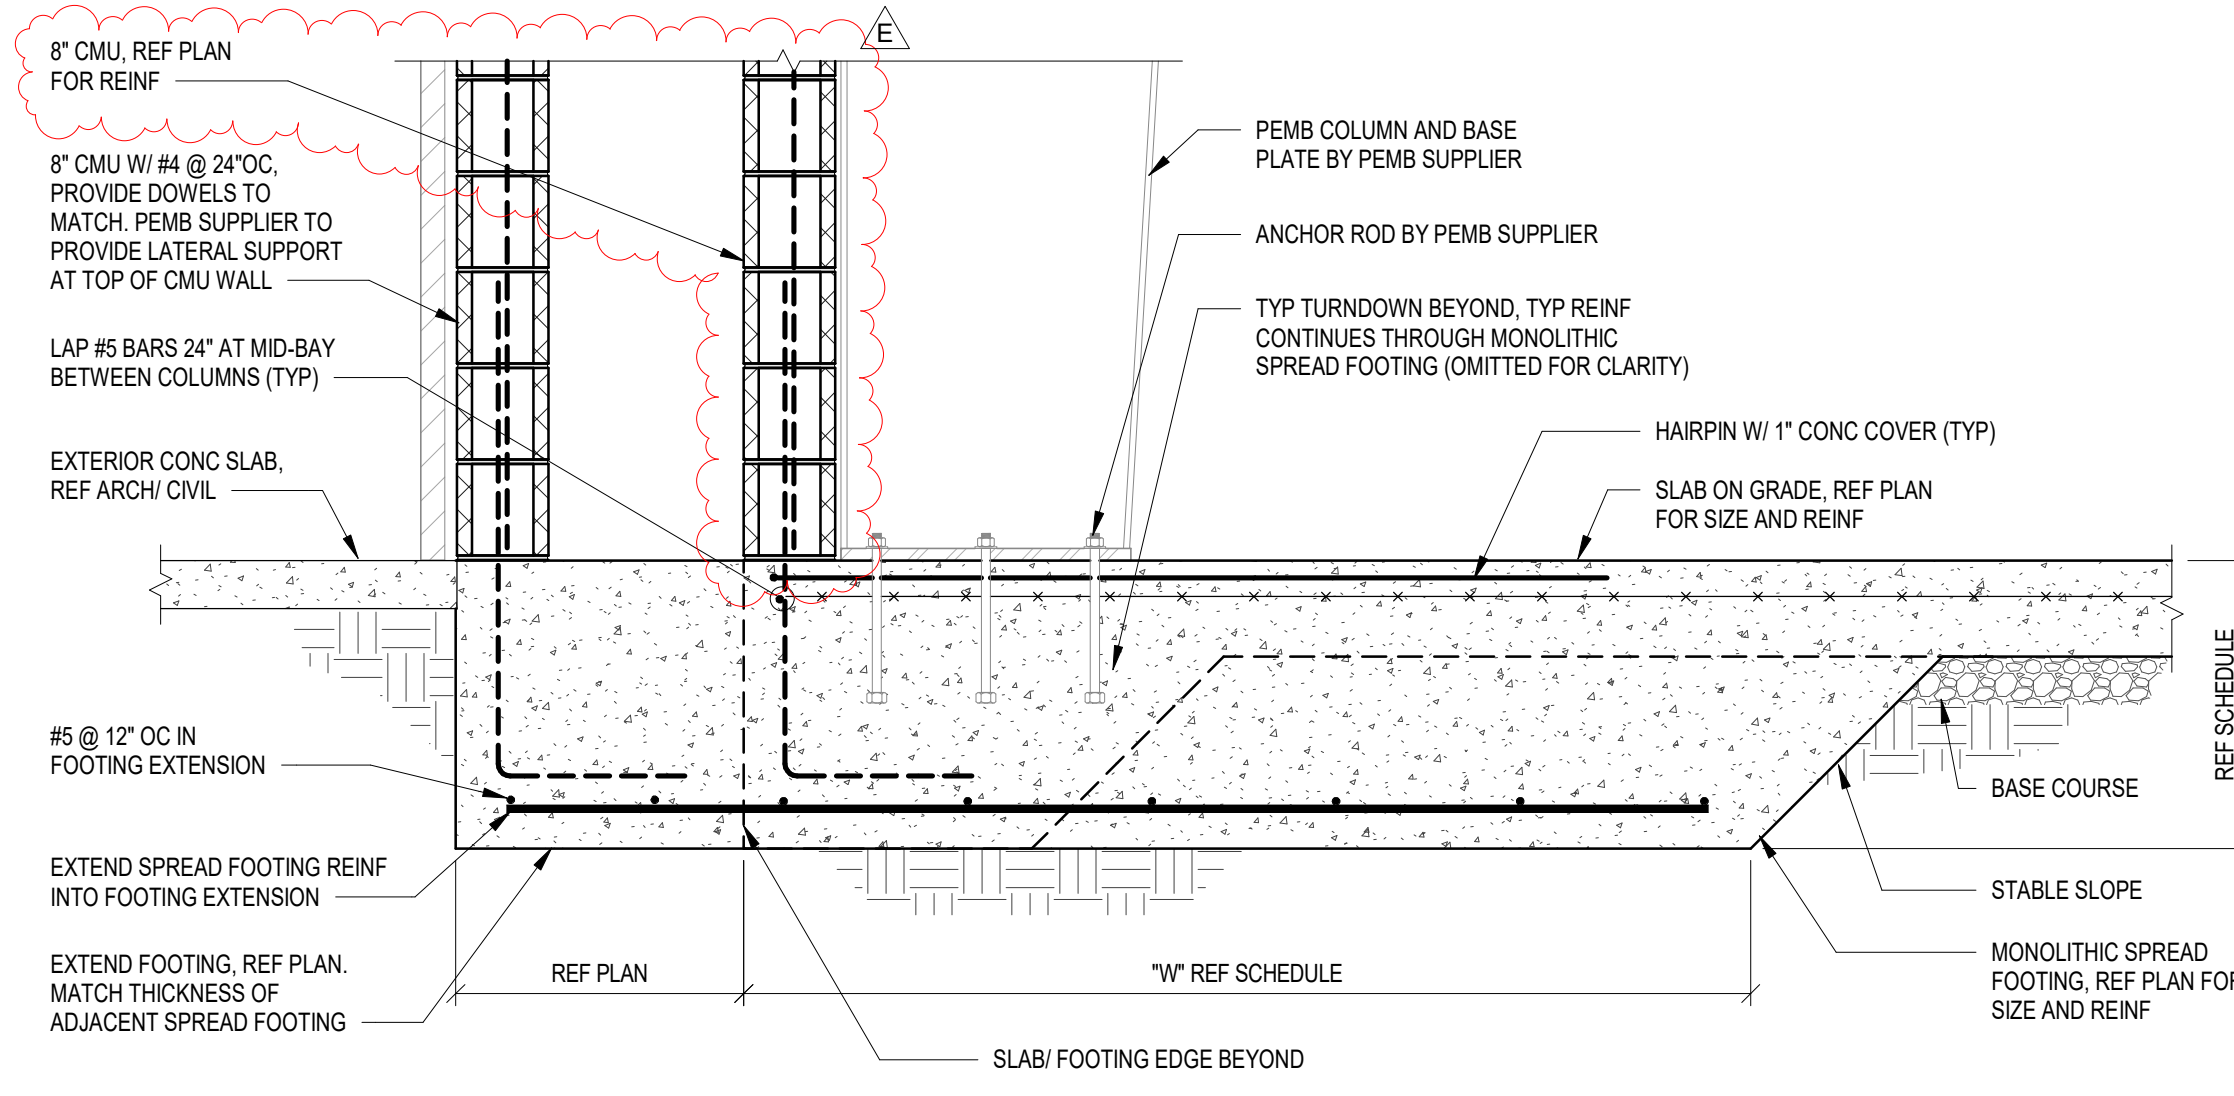 E
8" CMU, REF PLAN
FOR REINF
8" CMU W/ #4 @ 24"OC,
PROVIDE DOWELS TO
MATCH. PEMB SUPPLIER TO
PROVIDE LATERAL SUPPORT
AT TOP OF CMU WALL
LAP #5 BARS 24" AT MID-BAY
BETWEEN COLUMNS (TYP)
EXTERIOR CONC SLAB,
REF ARCH/ CIVIL
#5 @ 12" OC IN
FOOTING EXTENSION
EXTEND SPREAD FOOTING REINF
INTO FOOTING EXTENSION
EXTEND FOOTING, REF PLAN.
MATCH THICKNESS OF
ADJACENT SPREAD FOOTING
PEMB COLUMN AND BASE
PLATE BY PEMB SUPPLIER
ANCHOR ROD BY PEMB SUPPLIER
TYP TURNDOWN BEYOND, TYP REINF
CONTINUES THROUGH MONOLITHIC
SPREAD FOOTING (OMITTED FOR CLARITY)
HAIRPIN W/ 1" CONC COVER (TYP)
SLAB ON GRADE, REF PLAN
FOR SIZE AND REINF
REF SCHEDULE
BASE COURSE
STABLE SLOPE
MONOLITHIC SPREAD
FOOTING, REF PLAN FOR
SIZE AND REINF
REF PLAN
"W" REF SCHEDULE
SLAB/ FOOTING EDGE BEYOND